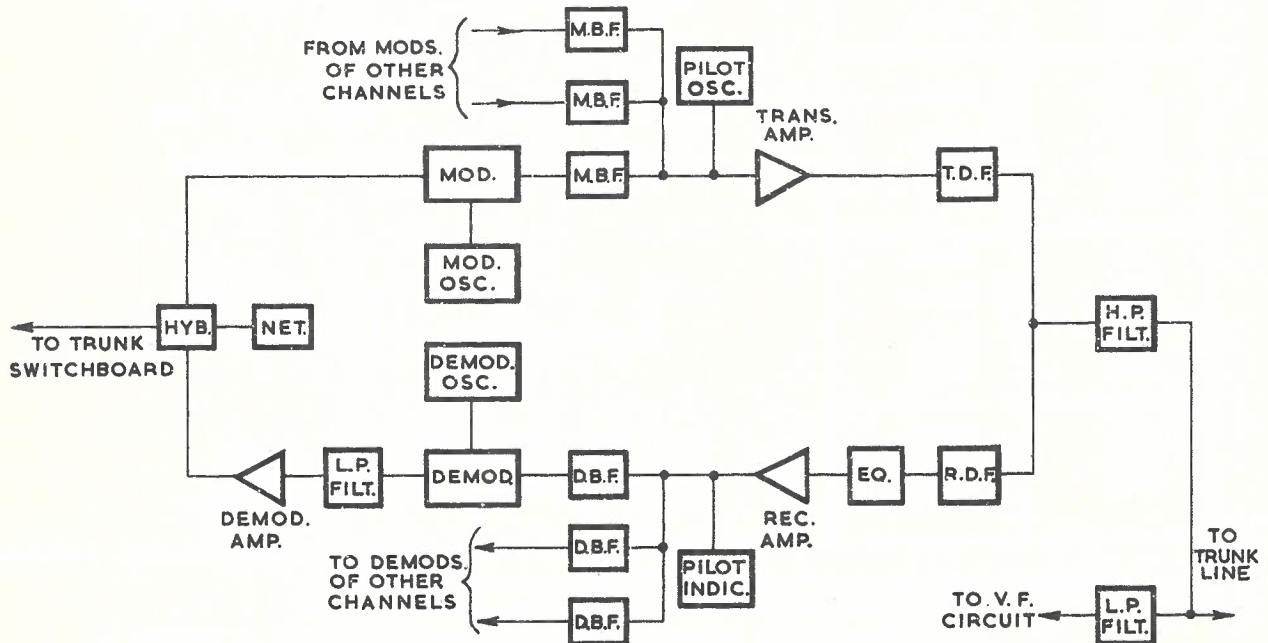 FROM MODS.
OF OTHER
CHANNELS
M.B.F.
M.B.F.
PILOT
OSC.
TRANS.
AMP.
MOD.
M.B.F.
T.D.F.
MOD.
OSC.
HYB.
NET.
H.P.
FILT.
TO TRUNK
SWITCHBOARD
DEMOD.
OSC.
L.P.
FILT.
DEMOD.
D.B.F.
EQ.
R.D.F.
DEMOD.
AMP.
REC.
AMP.
TO DEMODS.
OF OTHER
CHANNELS
D.B.F.
D.B.F.
PILOT
INDIC.
TO
TRUNK
LINE
TO V.F.
CIRCUIT
L.P.
FILT.